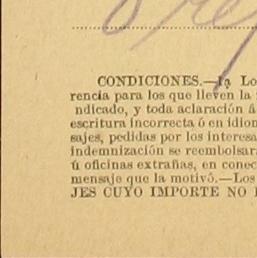 CONDICIONES.—la Lo
rencia para los que lleven la
ndicado, y toda aclaración á
escritura incorrecta ó en idion
sajes, pedidas por los interesa
indemnización se reembolsar
ú oficinas extrañas, en conec
mensaje que la motivó.—Los
JES CUYO IMPORTE NO